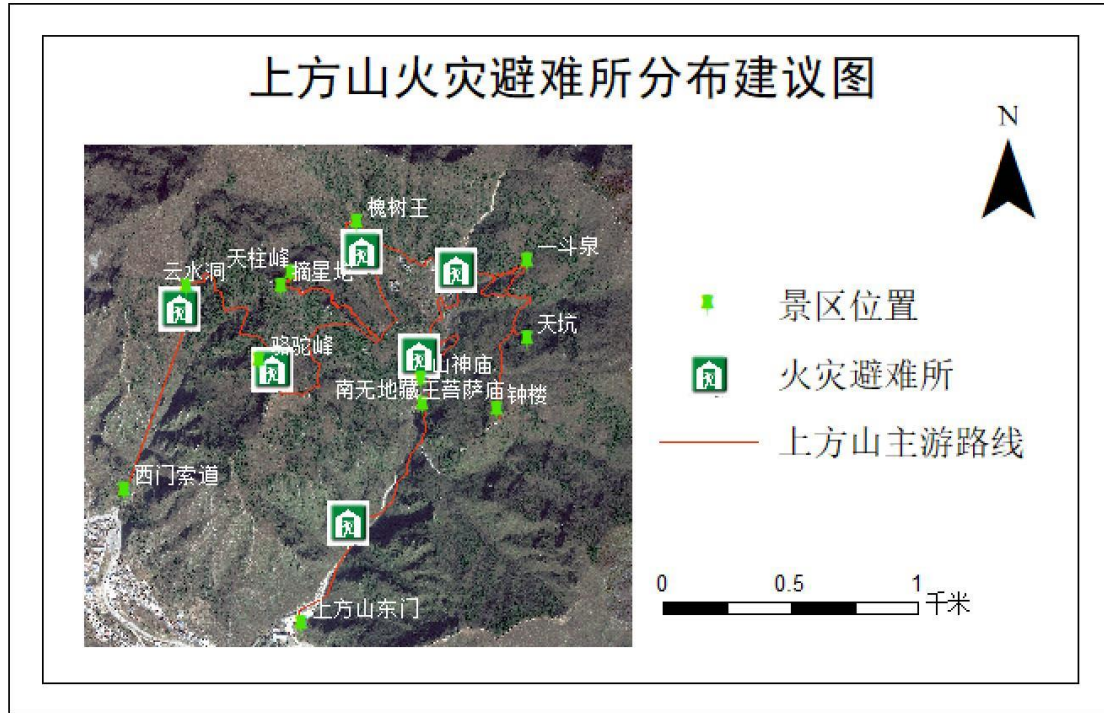 上方山火灾避难所分布建议图
N
槐树王
一斗泉
天柱峰
云水洞
摘星坨
天坑
骆驼峰
山神庙
南无地藏王菩萨庙
钟楼
西门索道
上方山东门
景区位置
火灾避难所
上方山主游路线
0 0.5 1
千米